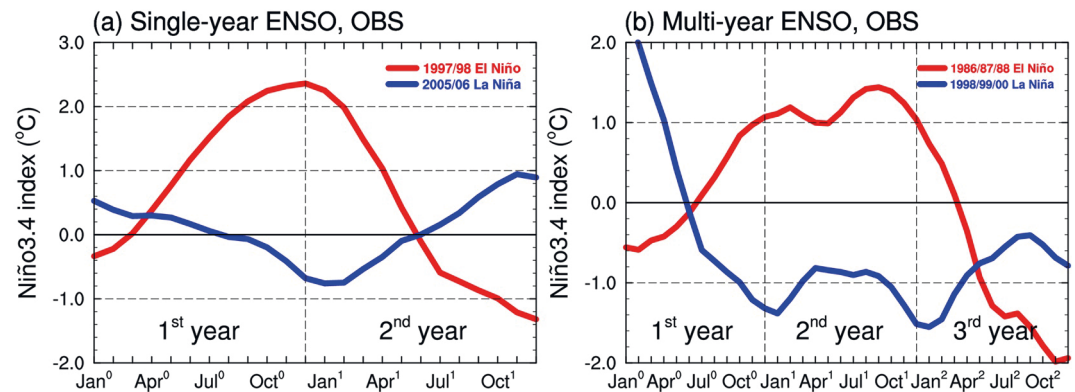 (a) Single-year ENSO, OBS
3.0
2.0
1.0
0.0
-1.0
-2.0
Niño3.4 index (°C)
1997/98 El Niño
2005/06 La Niña
1st year
2nd year
Jan⁰ Apr⁰ Jul⁰ Oct⁰ Jan¹ Apr¹ Jul¹ Oct¹
(b) Multi-year ENSO, OBS
2.0
1.0
0.0
-1.0
-2.0
Niño3.4 index (°C)
1986/87/88 El Niño
1998/99/00 La Niña
1st year
2nd year
3rd year
Jan⁰ Apr⁰ Jul⁰ Oct⁰ Jan¹ Apr¹ Jul¹ Oct¹ Jan² Apr² Jul² Oct²